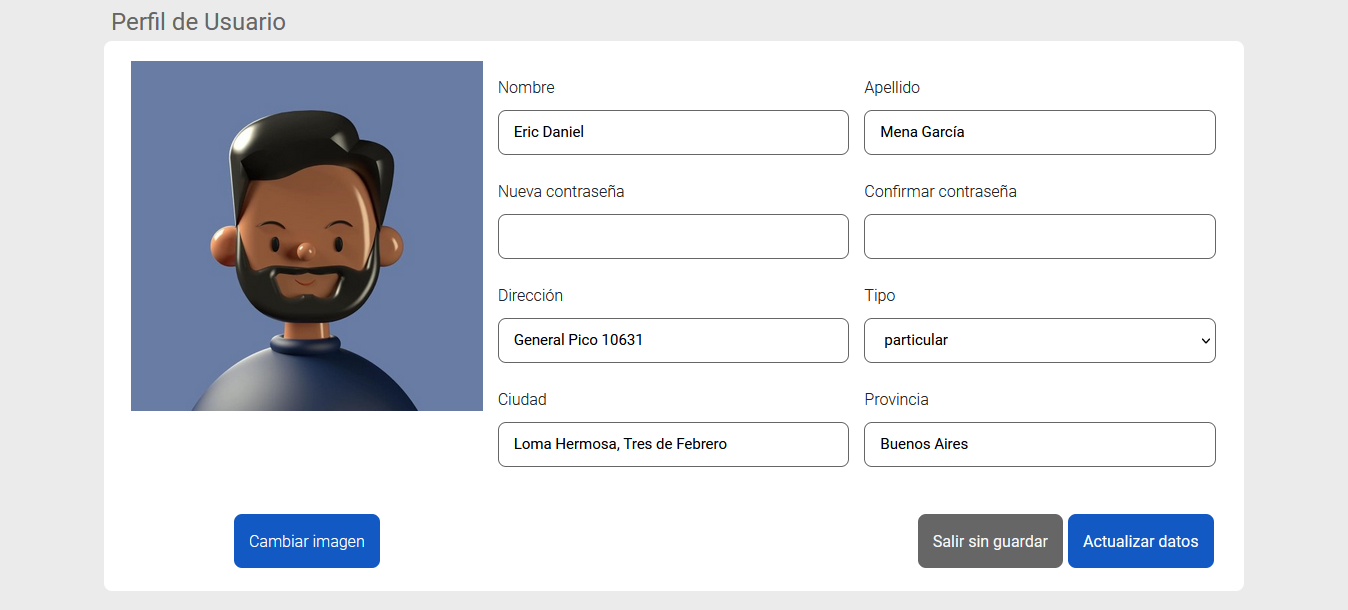 Perfil de Usuario
Nombre
Apellido
Eric Daniel
Mena García
Nueva contraseña
Confirmar contraseña
Dirección
Tipo
General Pico 10631
particular
Ciudad
Provincia
Loma Hermosa, Tres de Febrero
Buenos Aires
Cambiar imagen
Salir sin guardar
Actualizar datos